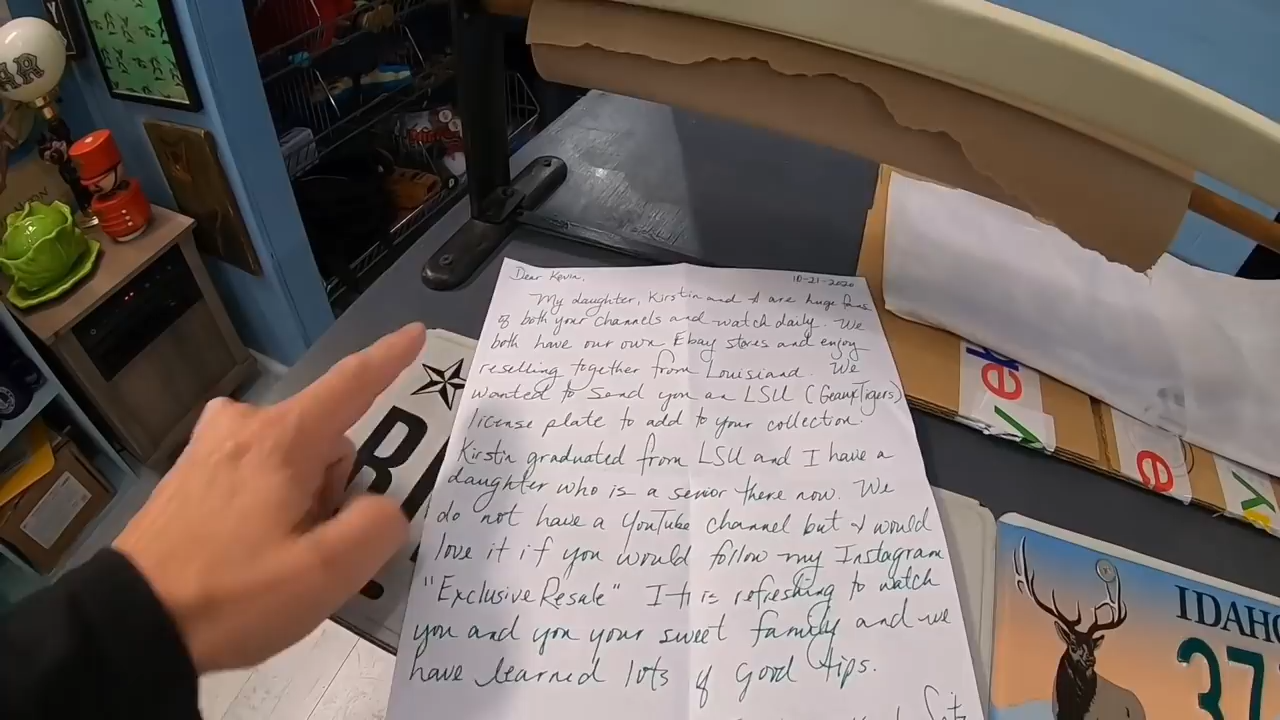 Dear Kevin,
10-21-2020
My daughter, Kirstin and I are huge fans
of both your channels and watch daily. We
both have our own Ebay stores and enjoy
reselling together from Louisiana. We
wanted to send you an LSU (Geaux Tigers)
license plate to add to your collection.
Kirstin graduated from LSU and I have a
daughter who is a senior there now. We
do not have a YouTube channel but I would
love it if you would follow my Instagram
"Exclusive Resale" It is refreshing to watch
you and you your sweet family and we
have learned lots of good tips.
IDAHO
37